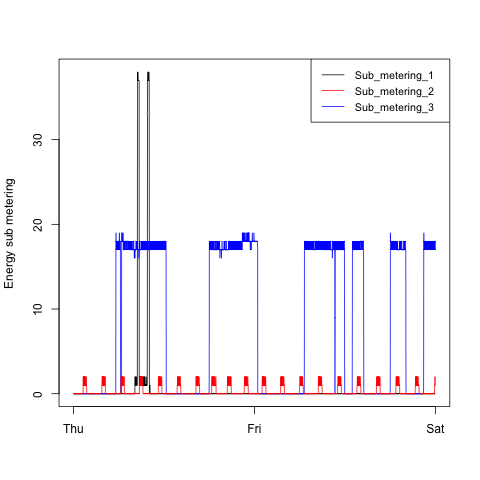 Sub_metering_1
Sub_metering_2
Sub_metering_3
Energy sub metering
30
20
10
0
Thu Fri Sat